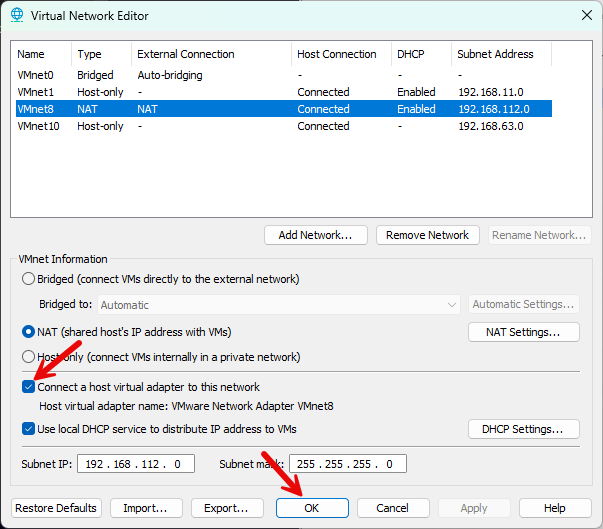 Virtual Network Editor
Name Type External Connection Host Connection DHCP Subnet Address
VMnet0 Bridged Auto-bridging - - -
VMnet1 Host-only - Connected Enabled 192.168.11.0
VMnet8 NAT NAT Connected Enabled 192.168.112.0
VMnet10 Host-only - Connected - 192.168.63.0
Add Network... Remove Network Rename Network...
VMnet Information
Bridged (connect VMs directly to the external network)
Bridged to: Automatic Automatic Settings...
NAT (shared host's IP address with VMs) NAT Settings...
Host-only (connect VMs internally in a private network)
Connect a host virtual adapter to this network
Host virtual adapter name: VMware Network Adapter VMnet8
Use local DHCP service to distribute IP address to VMs DHCP Settings...
Subnet IP: 192 . 168 . 112 . 0 Subnet mask: 255 . 255 . 255 . 0
Restore Defaults Import... Export... OK Cancel Apply Help